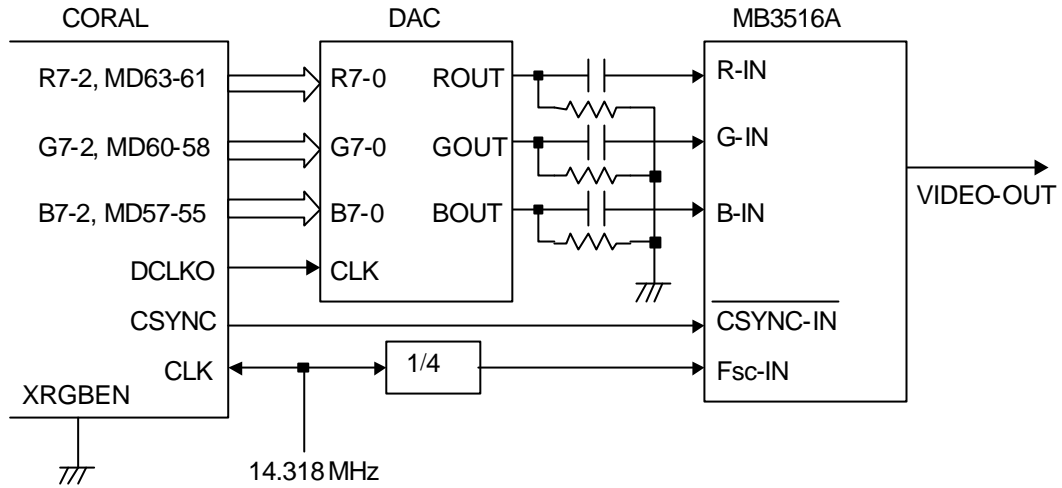 CORAL DAC MB3516A
R7-2, MD63-61 R7-0 ROUT R-IN
G7-2, MD60-58 G7-0 GOUT G-IN
B7-2, MD57-55 B7-0 BOUT B-IN
VIDEO-OUT
DCLKO CLK
CSYNC CSYNC-IN
CLK 1/4 Fsc-IN
XRGBEN
14.318 MHz